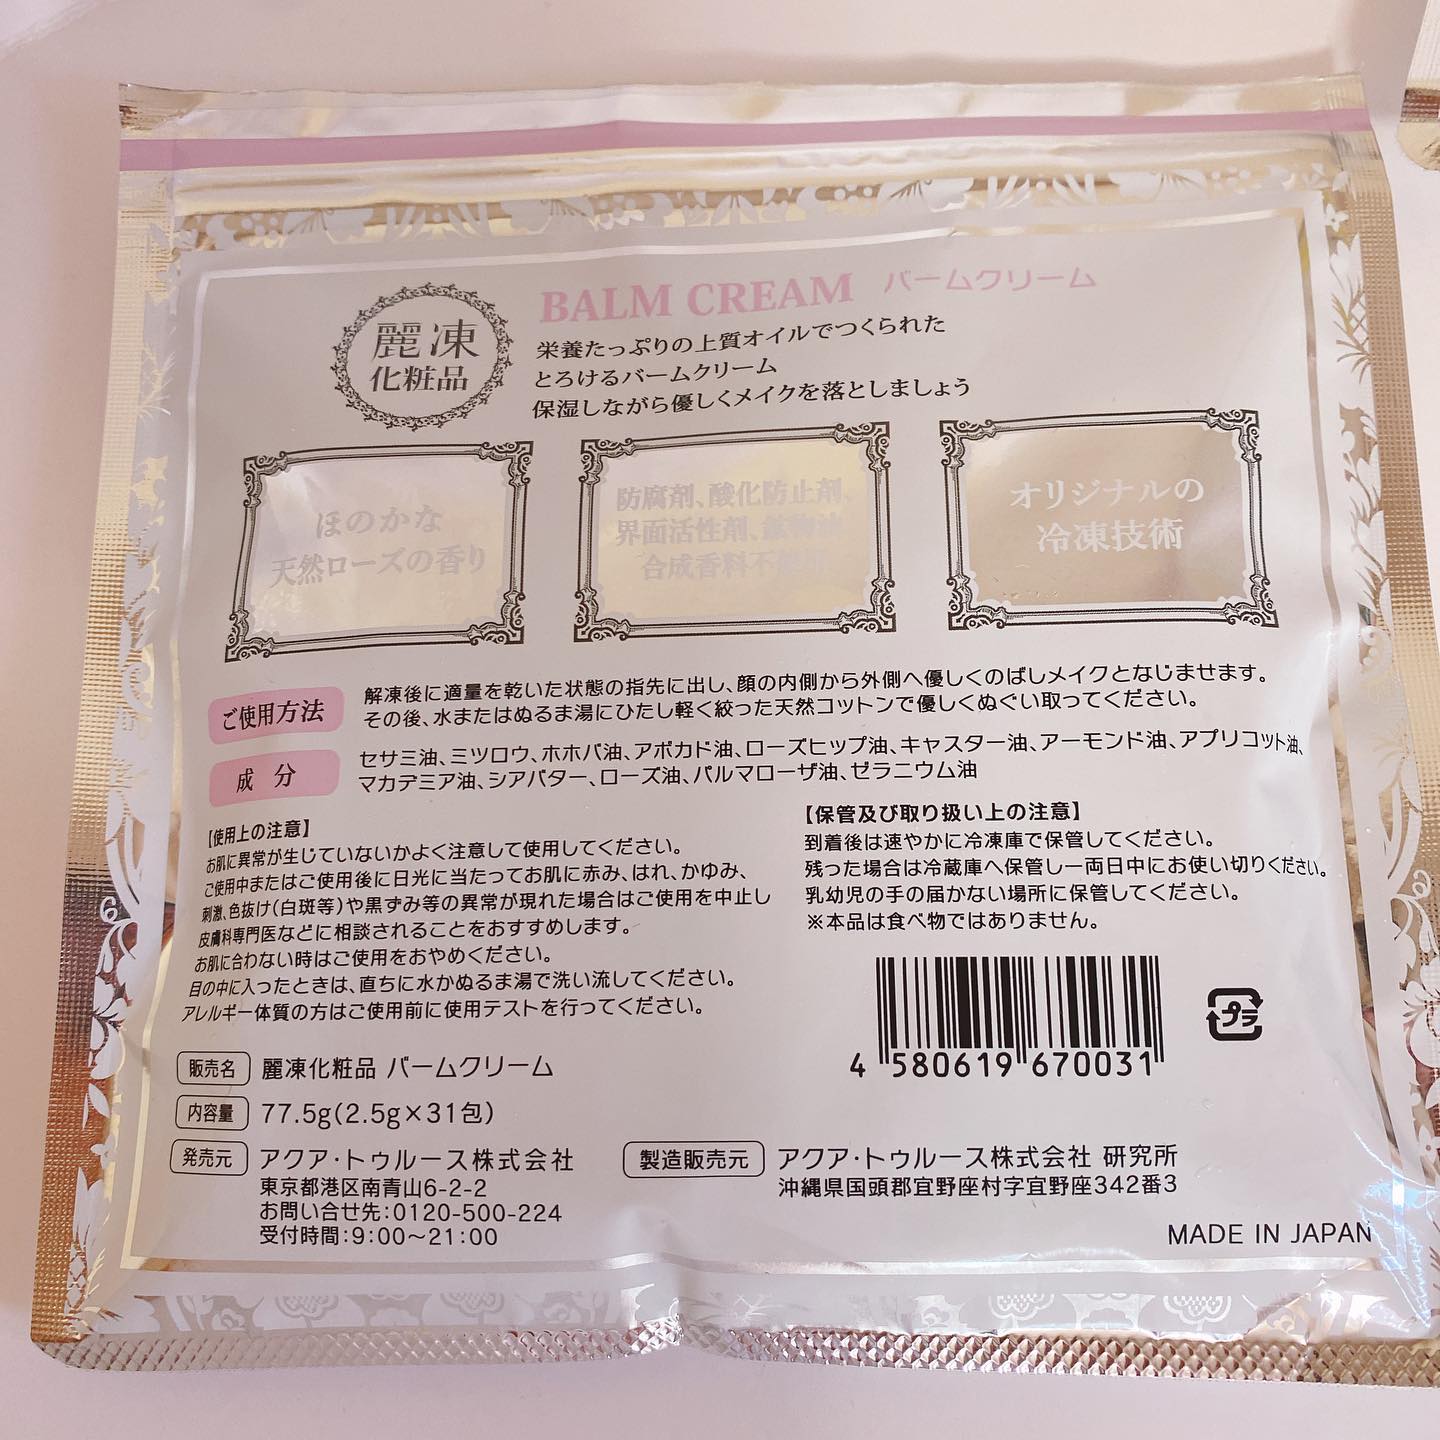 麗凍
化粧品
BALM CREAM バームクリーム
栄養たっぷりの上質オイルでつくられた
とろけるバームクリーム
保湿しながら優しくメイクを落としましょう
ほのかな
天然ローズの香り
防腐剤、酸化防止剤、
界面活性剤、鉱物油
合成香料不使用
オリジナルの
冷凍技術
ご使用方法
解凍後に適量を乾いた状態の指先に出し、顔の内側から外側へ優しくのばしメイクとなじませます。
その後、水またはぬるま湯にひたし軽く絞った天然コットンで優しくぬぐい取ってください。
成 分
セサミ油、ミツロウ、ホホバ油、アボカド油、ローズヒップ油、キャスター油、アーモンド油、アプリコット油、
マカデミア油、シアバター、ローズ油、パルマローザ油、ゼラニウム油
【使用上の注意】
お肌に異常が生じていないかよく注意して使用してください。
ご使用中またはご使用後に日光に当たってお肌に赤み、はれ、かゆみ、
刺激、色抜け(白斑等)や黒ずみ等の異常が現れた場合はご使用を中止し
皮膚科専門医などに相談されることをおすすめします。
お肌に合わない時はご使用をおやめください。
目の中に入ったときは、直ちに水かぬるま湯で洗い流してください。
アレルギー体質の方はご使用前に使用テストを行ってください。
【保管及び取り扱い上の注意】
到着後は速やかに冷凍庫で保管してください。
残った場合は冷蔵庫へ保管し一両日中にお使い切りください。
乳幼児の手の届かない場所に保管してください。
※本品は食べ物ではありません。
4 580619 670031
プラ
販売名 麗凍化粧品 バームクリーム
内容量 77.5g(2.5g×31包)
発売元 アクア・トゥルース株式会社
東京都港区南青山6-2-2
お問い合せ先:0120-500-224
受付時間:9:00〜21:00
製造販売元 アクア・トゥルース株式会社 研究所
沖縄県国頭郡宜野座村字宜野座342番3
MADE IN JAPAN